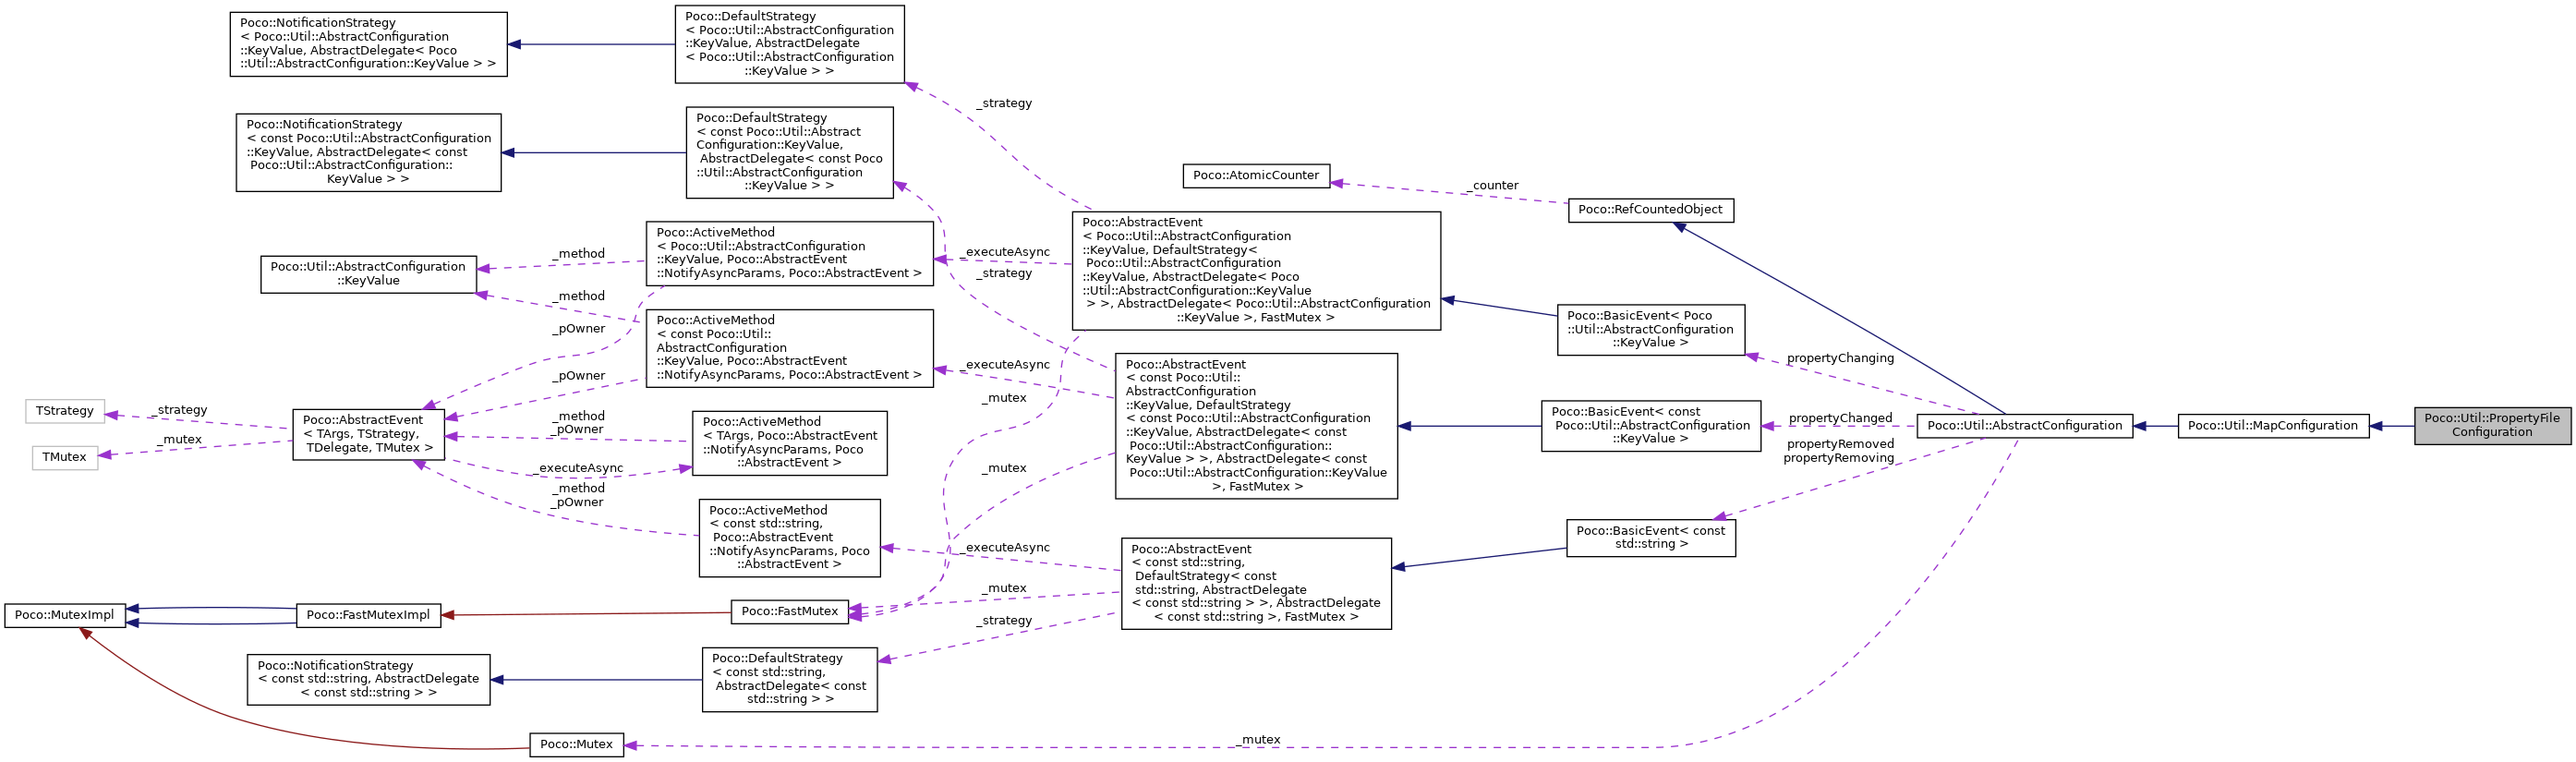 Poco::NotificationStrategy
< Poco::Util::AbstractConfiguration
::KeyValue, AbstractDelegate< Poco
::Util::AbstractConfiguration::KeyValue > >
Poco::DefaultStrategy
< Poco::Util::AbstractConfiguration
::KeyValue, AbstractDelegate
< Poco::Util::AbstractConfiguration
::KeyValue > >
_strategy
Poco::NotificationStrategy
< const Poco::Util::AbstractConfiguration
::KeyValue, AbstractDelegate< const
Poco::Util::AbstractConfiguration::
KeyValue > >
Poco::DefaultStrategy
< const Poco::Util::Abstract
Configuration::KeyValue,
AbstractDelegate< const Poco
::Util::AbstractConfiguration
::KeyValue > >
Poco::AtomicCounter
_counter
Poco::RefCountedObject
Poco::Util::AbstractConfiguration
::KeyValue
_method
_method
_pOwner
Poco::ActiveMethod
< Poco::Util::AbstractConfiguration
::KeyValue, Poco::AbstractEvent
::NotifyAsyncParams, Poco::AbstractEvent >
_executeAsync
_strategy
Poco::AbstractEvent
< Poco::Util::AbstractConfiguration
::KeyValue, DefaultStrategy<
Poco::Util::AbstractConfiguration
::KeyValue, AbstractDelegate< Poco
::Util::AbstractConfiguration::KeyValue
> >, AbstractDelegate< Poco::Util::AbstractConfiguration
::KeyValue >, FastMutex >
Poco::BasicEvent< Poco
::Util::AbstractConfiguration
::KeyValue >
propertyChanging
Poco::ActiveMethod
< const Poco::Util::
AbstractConfiguration
::KeyValue, Poco::AbstractEvent
::NotifyAsyncParams, Poco::AbstractEvent >
_pOwner
_executeAsync
_mutex
Poco::AbstractEvent
< const Poco::Util::
AbstractConfiguration
::KeyValue, DefaultStrategy
< const Poco::Util::AbstractConfiguration
::KeyValue, AbstractDelegate< const
Poco::Util::AbstractConfiguration::
KeyValue > >, AbstractDelegate< const
Poco::Util::AbstractConfiguration::KeyValue
>, FastMutex >
Poco::BasicEvent< const
Poco::Util::AbstractConfiguration
::KeyValue >
propertyChanged
propertyRemoved
propertyRemoving
Poco::Util::AbstractConfiguration
Poco::Util::MapConfiguration
Poco::Util::PropertyFile
Configuration
TStrategy
_strategy
TMutex
_mutex
Poco::AbstractEvent
< TArgs, TStrategy,
TDelegate, TMutex >
_method
_pOwner
_executeAsync
Poco::ActiveMethod
< TArgs, Poco::AbstractEvent
::NotifyAsyncParams, Poco
::AbstractEvent >
_mutex
_method
_pOwner
Poco::ActiveMethod
< const std::string,
Poco::AbstractEvent
::NotifyAsyncParams, Poco
::AbstractEvent >
_executeAsync
_mutex
_strategy
Poco::AbstractEvent
< const std::string,
DefaultStrategy< const
std::string, AbstractDelegate
< const std::string > >, AbstractDelegate
< const std::string >, FastMutex >
Poco::BasicEvent< const
std::string >
Poco::MutexImpl
Poco::FastMutexImpl
Poco::FastMutex
Poco::NotificationStrategy
< const std::string, AbstractDelegate
< const std::string > >
Poco::DefaultStrategy
< const std::string,
AbstractDelegate< const
std::string > >
Poco::Mutex
_mutex